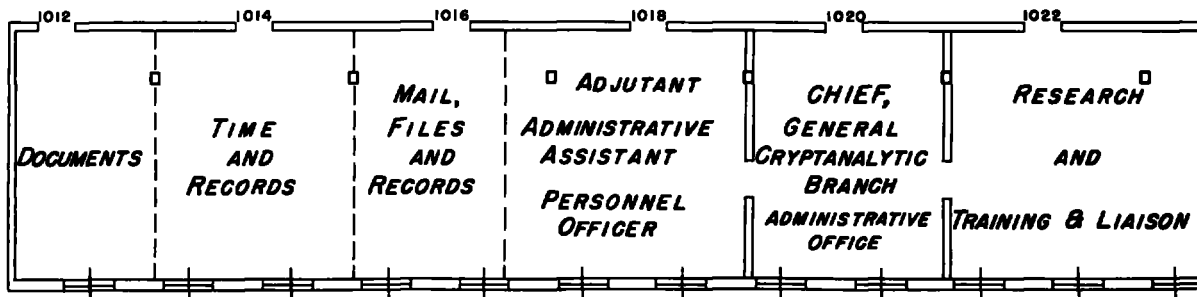 1012 1014 1016 1018 1020 1022
DOCUMENTS
TIME
AND
RECORDS
MAIL,
FILES
AND
RECORDS
ADJUTANT
ADMINISTRATIVE
ASSISTANT
PERSONNEL
OFFICER
CHIEF,
GENERAL
CRYPTANALYTIC
BRANCH
ADMINISTRATIVE
OFFICE
RESEARCH
AND
TRAINING & LIAISON